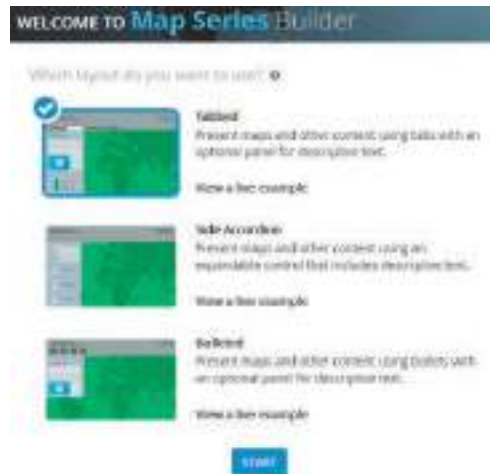 WELCOME TO Map Series Builder
Which layout do you want to use?
Tabbed
Present maps and other content using tabs with an
optional panel for descriptive text.
View a live example
Side Accordion
Present maps and other content using an
expandable control that includes descriptive text.
View a live example
Bulleted
Present maps and other content using bullets with
an optional panel for descriptive text.
View a live example
START